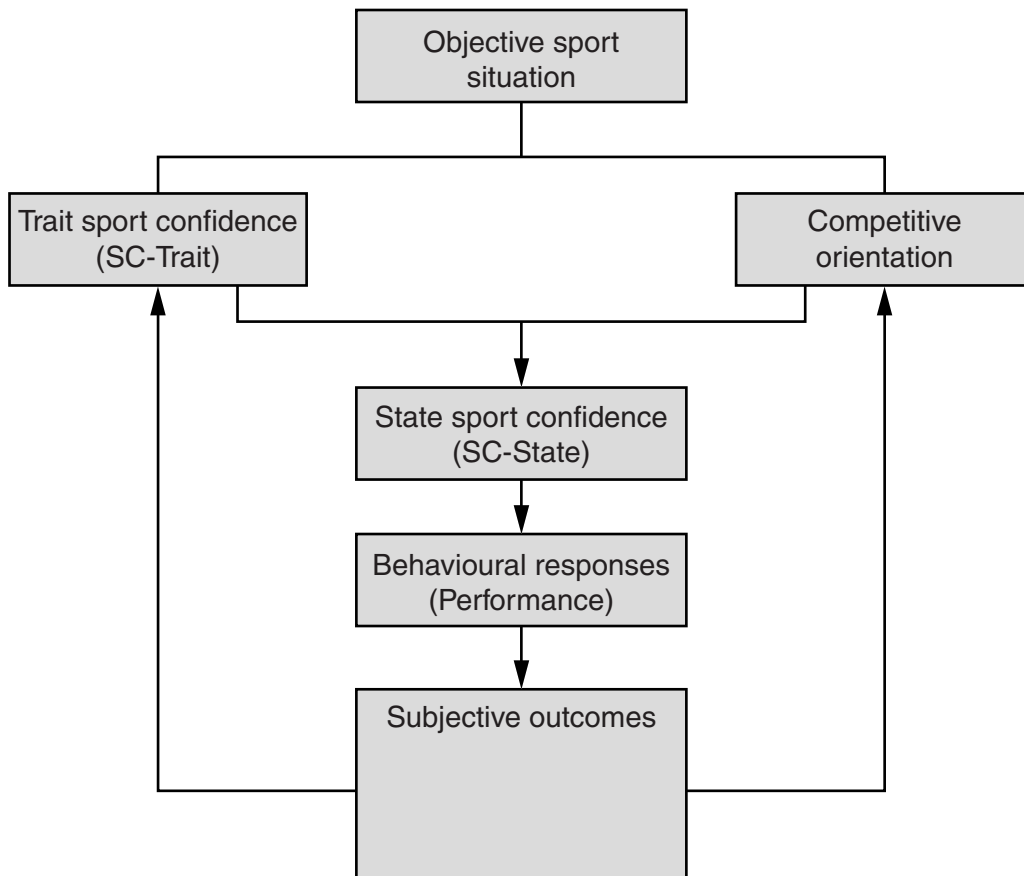 Objective sport
situation
Trait sport confidence
(SC-Trait)
Competitive
orientation
State sport confidence
(SC-State)
Behavioural responses
(Performance)
Subjective outcomes